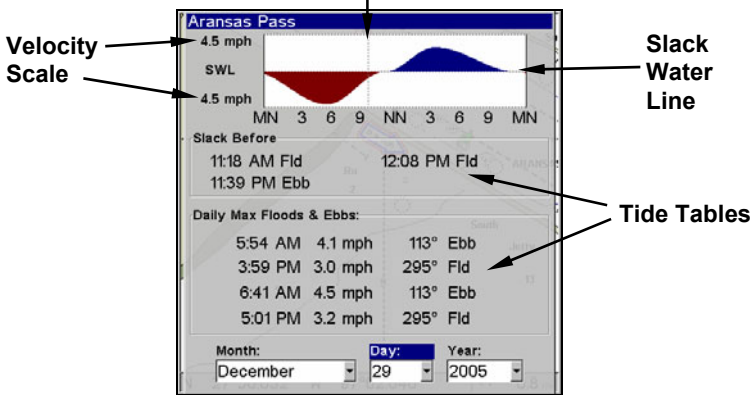 Aransas Pass
Velocity Scale
4.5 mph
SWL
4.5 mph
Slack Water Line
MN 3 6 9 NN 3 6 9 MN
Slack Before
11:18 AM Fld 12:08 PM Fld
11:39 PM Ebb
Tide Tables
Daily Max Floods & Ebbs:
5:54 AM 4.1 mph 113° Ebb
3:59 PM 3.0 mph 295° Fld
6:41 AM 4.5 mph 113° Ebb
5:01 PM 3.2 mph 295° Fld
Month: Day: Year:
December 29 2005